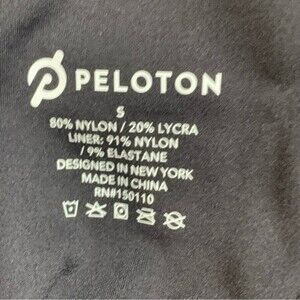 PELOTON
S
80% NYLON / 20% LYCRA
LINER: 91% NYLON
/ 9% ELASTANE
DESIGNED IN NEW YORK
MADE IN CHINA
RN#150110